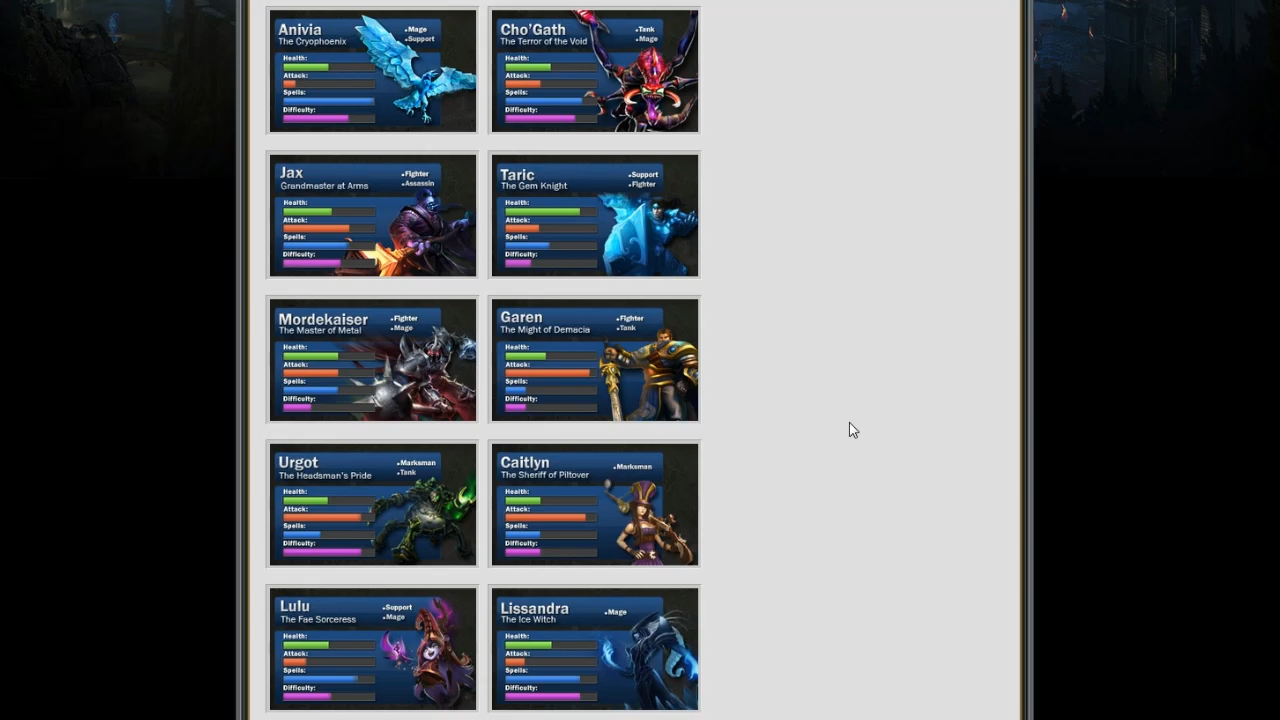 Anivia
The Cryophoenix
•Mage
•Support
Health:
Attack:
Spells:
Difficulty:
Cho'Gath
The Terror of the Void
•Tank
•Mage
Health:
Attack:
Spells:
Difficulty:
Jax
Grandmaster at Arms
•Fighter
•Assassin
Health:
Attack:
Spells:
Difficulty:
Taric
The Gem Knight
•Support
•Fighter
Health:
Attack:
Spells:
Difficulty:
Mordekaiser
The Master of Metal
•Fighter
•Mage
Health:
Attack:
Spells:
Difficulty:
Garen
The Might of Demacia
•Fighter
•Tank
Health:
Attack:
Spells:
Difficulty:
Urgot
The Headsman's Pride
•Marksman
•Tank
Health:
Attack:
Spells:
Difficulty:
Caitlyn
The Sheriff of Piltover
•Marksman
Health:
Attack:
Spells:
Difficulty:
Lulu
The Fae Sorceress
•Support
•Mage
Health:
Attack:
Spells:
Difficulty:
Lissandra
The Ice Witch
•Mage
Health:
Attack:
Spells:
Difficulty: